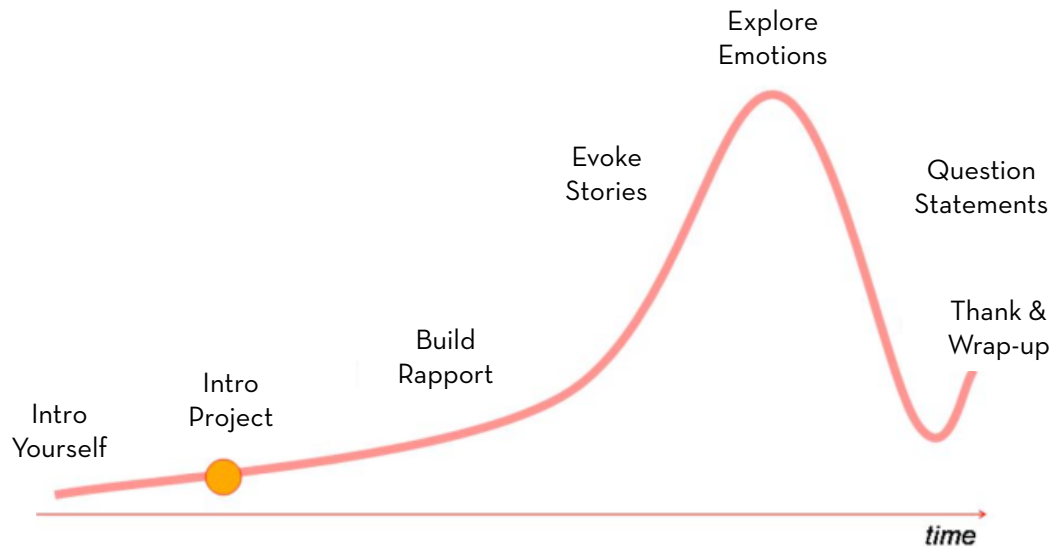 Explore
Emotions
Evoke
Stories
Question
Statements
Thank &
Wrap-up
Build
Rapport
Intro
Project
Intro
Yourself
time